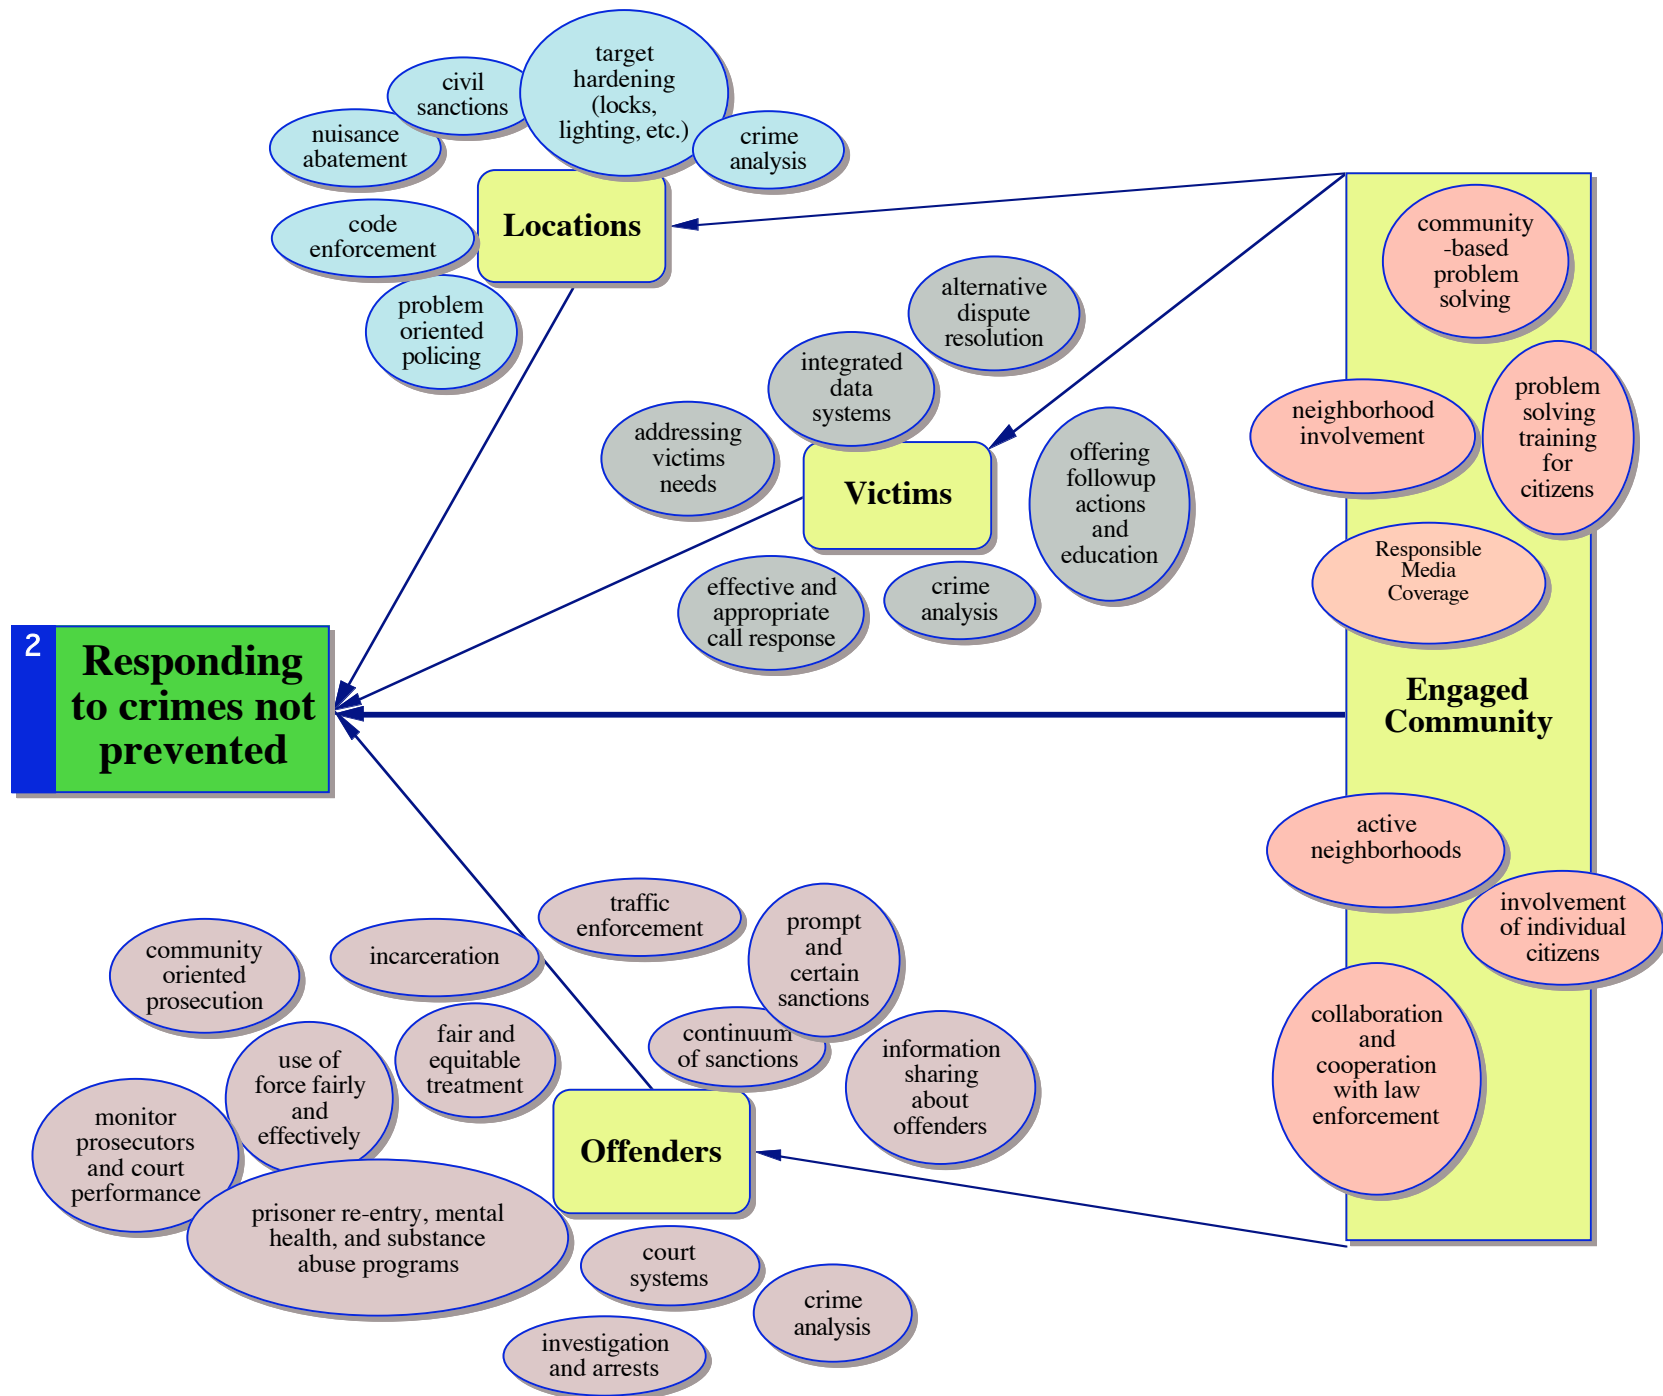 target
hardening
(locks,
lighting, etc.)
civil
sanctions
nuisance
abatement
crime
analysis
Locations
code
enforcement
problem
oriented
policing
alternative
dispute
resolution
integrated
data
systems
addressing
victims
needs
Victims
offering
followup
actions
and
education
effective and
appropriate
call response
crime
analysis
community
-based
problem
solving
neighborhood
involvement
problem
solving
training
for
citizens
Responsible
Media
Coverage
Engaged
Community
active
neighborhoods
involvement
of individual
citizens
collaboration
and
cooperation
with law
enforcement
2
Responding
to crimes not
prevented
traffic
enforcement
prompt
and
certain
sanctions
community
oriented
prosecution
incarceration
continuum
of sanctions
fair and
equitable
treatment
use of
force fairly
and
effectively
information
sharing
about
offenders
monitor
prosecutors
and court
performance
Offenders
prisoner re-entry, mental
health, and substance
abuse programs
court
systems
crime
analysis
investigation
and arrests